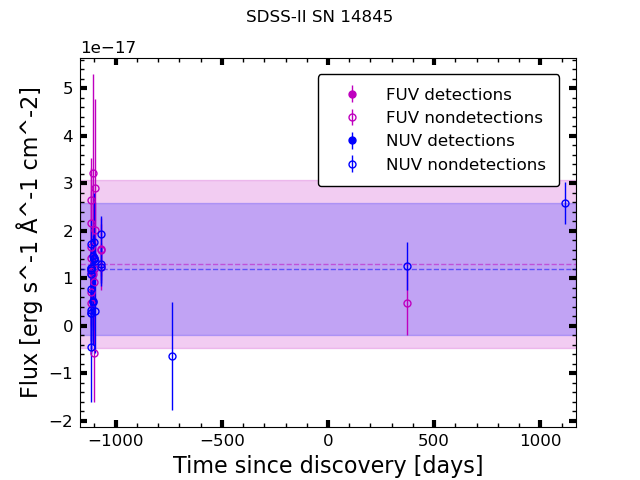 SDSS-II SN 14845
1e−17
FUV detections
FUV nondetections
NUV detections
NUV nondetections
5
4
3
2
1
0
−1
−2
Flux [erg s^-1 Å^-1 cm^-2]
−1000 −500 0 500 1000
Time since discovery [days]